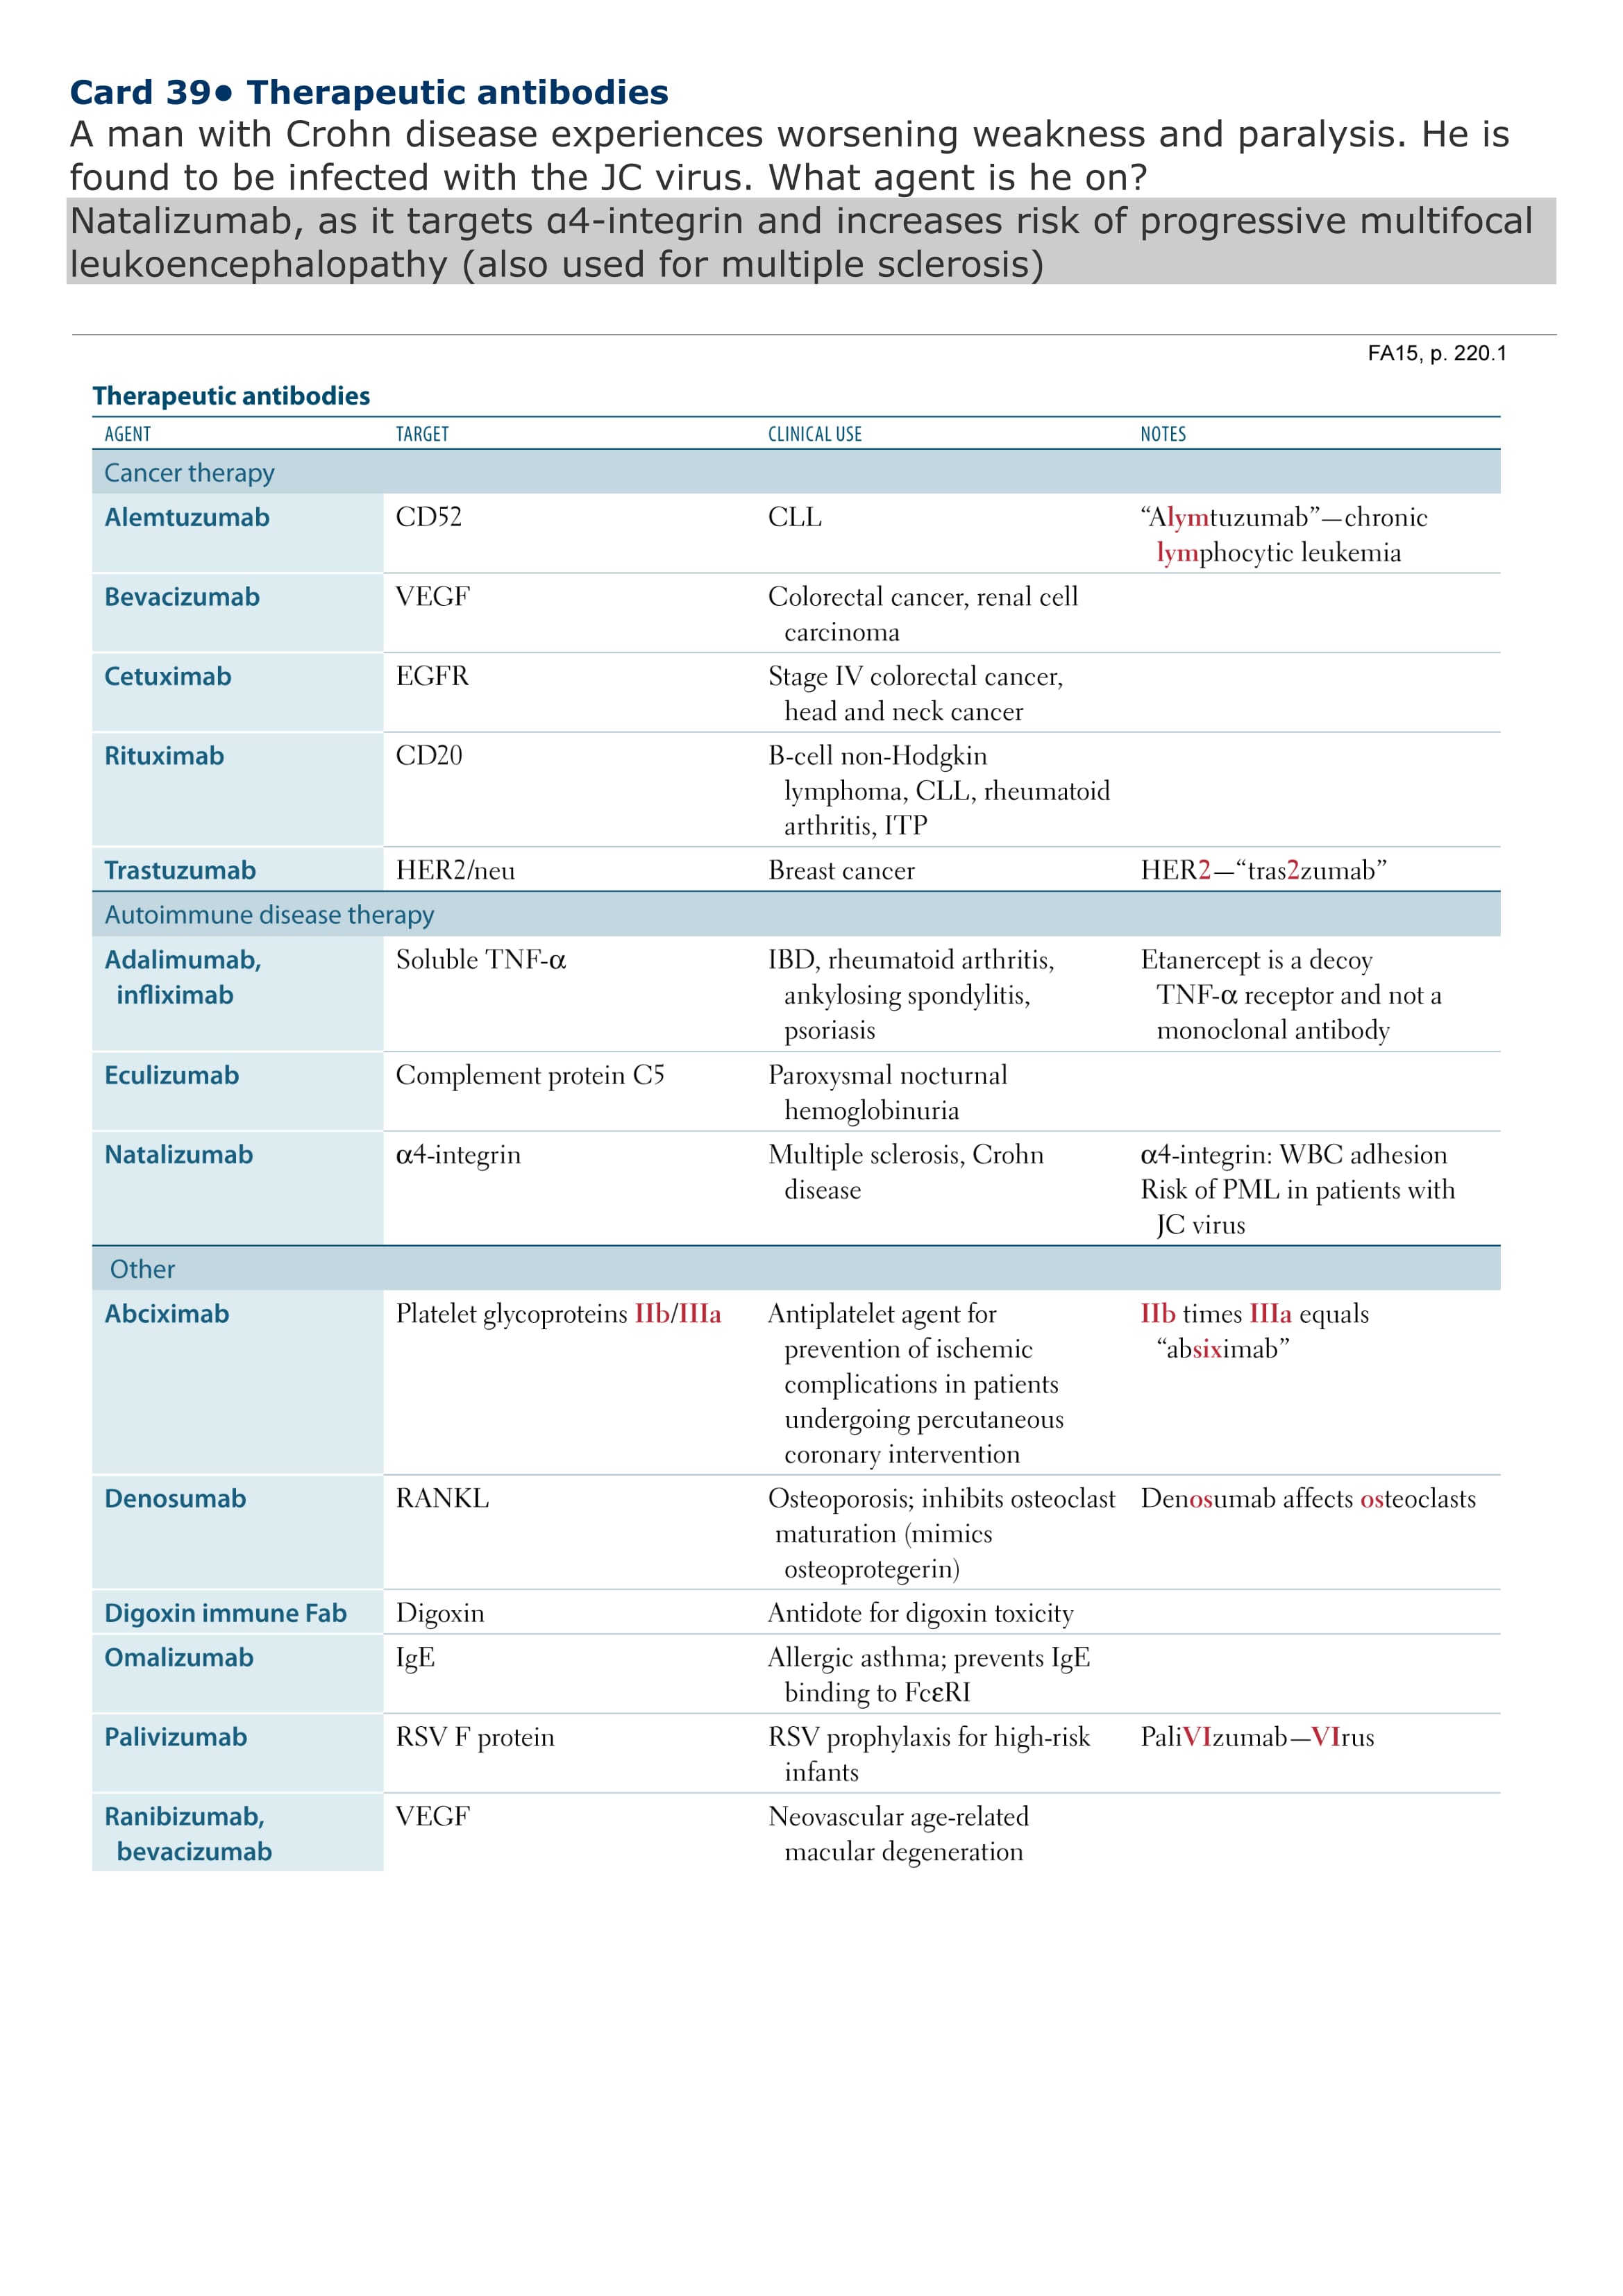 Card 39● Therapeutic antibodies
A man with Crohn disease experiences worsening weakness and paralysis. He is
found to be infected with the JC virus. What agent is he on?
Natalizumab, as it targets α4-integrin and increases risk of progressive multifocal
leukoencephalopathy (also used for multiple sclerosis)
FA15, p. 220.1
Therapeutic antibodies
AGENT TARGET CLINICAL USE NOTES
Cancer therapy
Alemtuzumab CD52 CLL “Alymtuzumab”—chronic
lymphocytic leukemia
Bevacizumab VEGF Colorectal cancer, renal cell
carcinoma
Cetuximab EGFR Stage IV colorectal cancer,
head and neck cancer
Rituximab CD20 B-cell non-Hodgkin
lymphoma, CLL, rheumatoid
arthritis, ITP
Trastuzumab HER2/neu Breast cancer HER2—“tras2zumab”
Autoimmune disease therapy
Adalimumab, Soluble TNF-α IBD, rheumatoid arthritis, Etanercept is a decoy
infliximab ankylosing spondylitis, TNF-α receptor and not a
psoriasis monoclonal antibody
Eculizumab Complement protein C5 Paroxysmal nocturnal
hemoglobinuria
Natalizumab α4-integrin Multiple sclerosis, Crohn α4-integrin: WBC adhesion
disease Risk of PML in patients with
JC virus
Other
Abciximab Platelet glycoproteins IIb/IIIa Antiplatelet agent for IIb times IIIa equals
prevention of ischemic “absiximab”
complications in patients
undergoing percutaneous
coronary intervention
Denosumab RANKL Osteoporosis; inhibits osteoclast Denosumab affects osteoclasts
maturation (mimics
osteoprotegerin)
Digoxin immune Fab Digoxin Antidote for digoxin toxicity
Omalizumab IgE Allergic asthma; prevents IgE
binding to FcεRI
Palivizumab RSV F protein RSV prophylaxis for high-risk PaliVIzumab—VIrus
infants
Ranibizumab, VEGF Neovascular age-related
bevacizumab macular degeneration